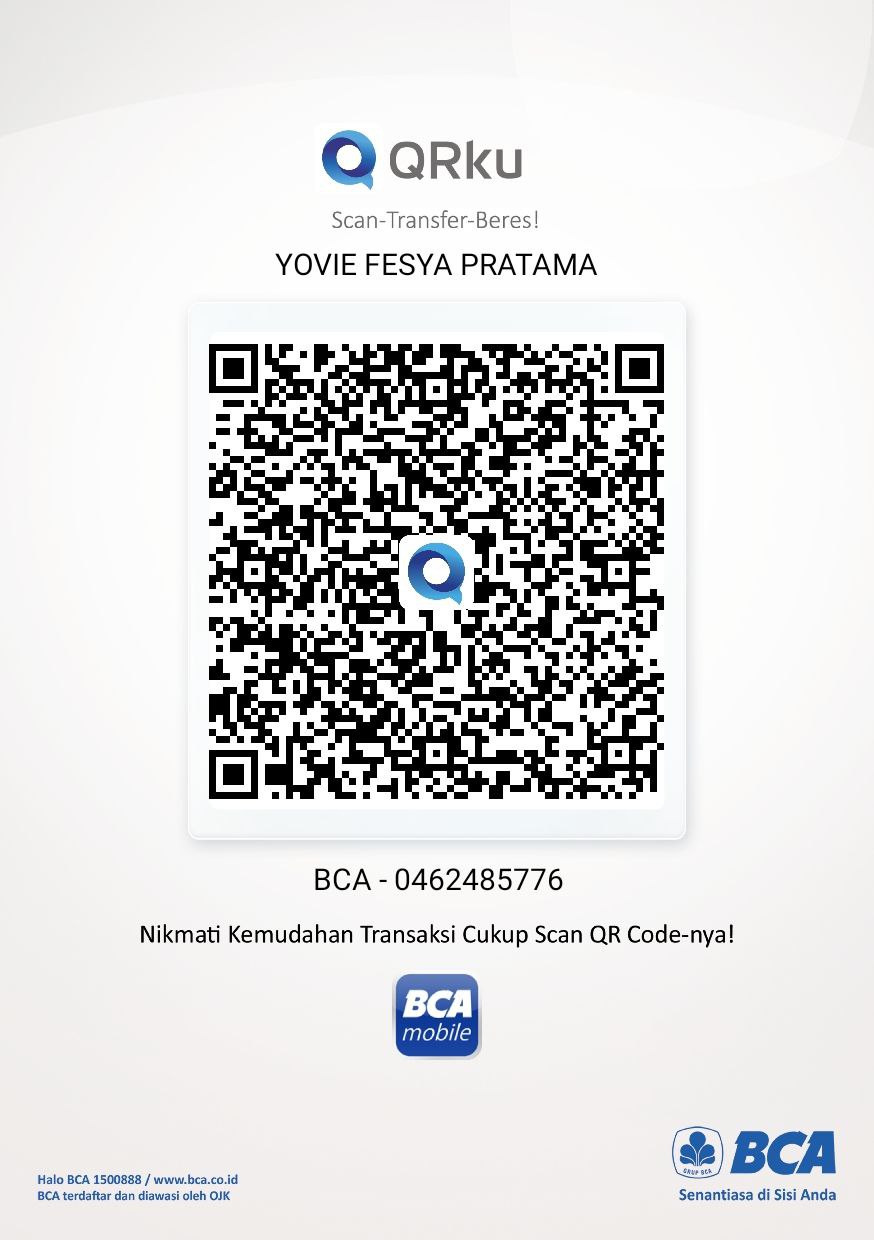 QRku
Scan-Transfer-Beres!
YOVIE FESYA PRATAMA
BCA - 0462485776
Nikmati Kemudahan Transaksi Cukup Scan QR Code-nya!
BCA
mobile
GRUP BCA
BCA
Senantiasa di Sisi Anda
Halo BCA 1500888 / www.bca.co.id
BCA terdaftar dan diawasi oleh OJK